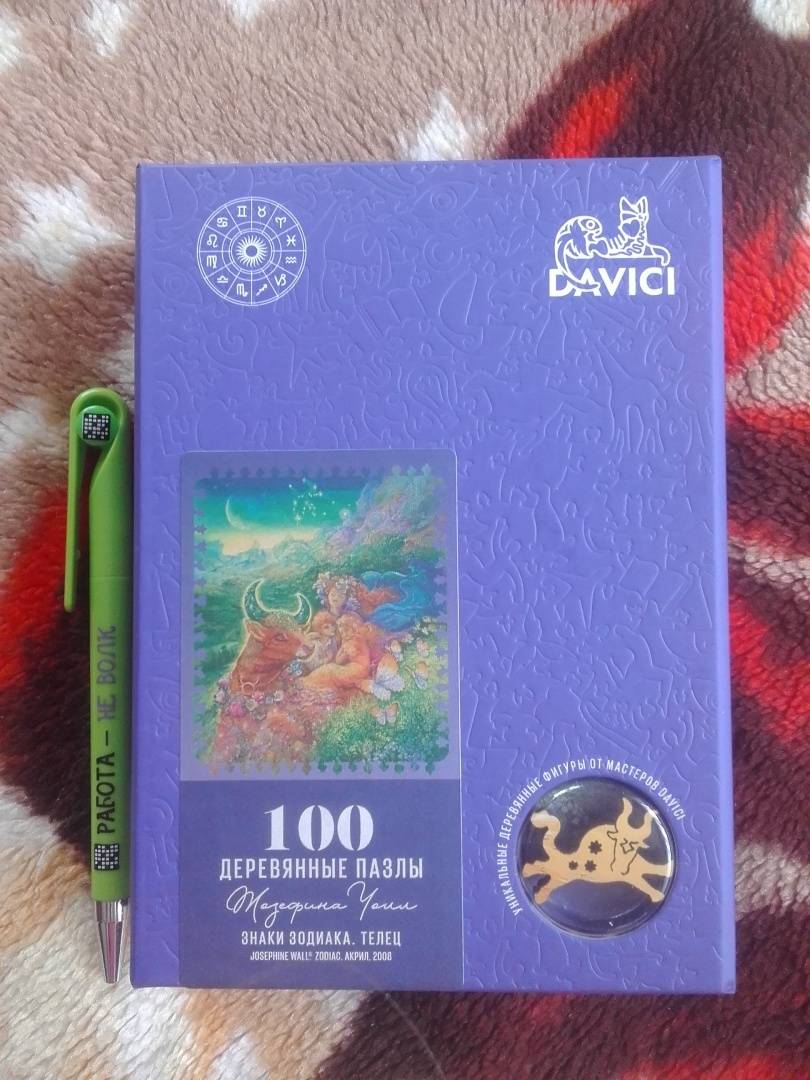 DAVICI
РАБОТА — НЕ ВОЛК
100
ДЕРЕВЯННЫЕ ПАЗЛЫ
Жозефина Уолл
ЗНАКИ ЗОДИАКА. ТЕЛЕЦ
JOSEPHINE WALL® ZODIAC. АКРИЛ, 2008
УНИКАЛЬНЫЕ ДЕРЕВЯННЫЕ ФИГУРЫ ОТ МАСТЕРОВ DAVICI